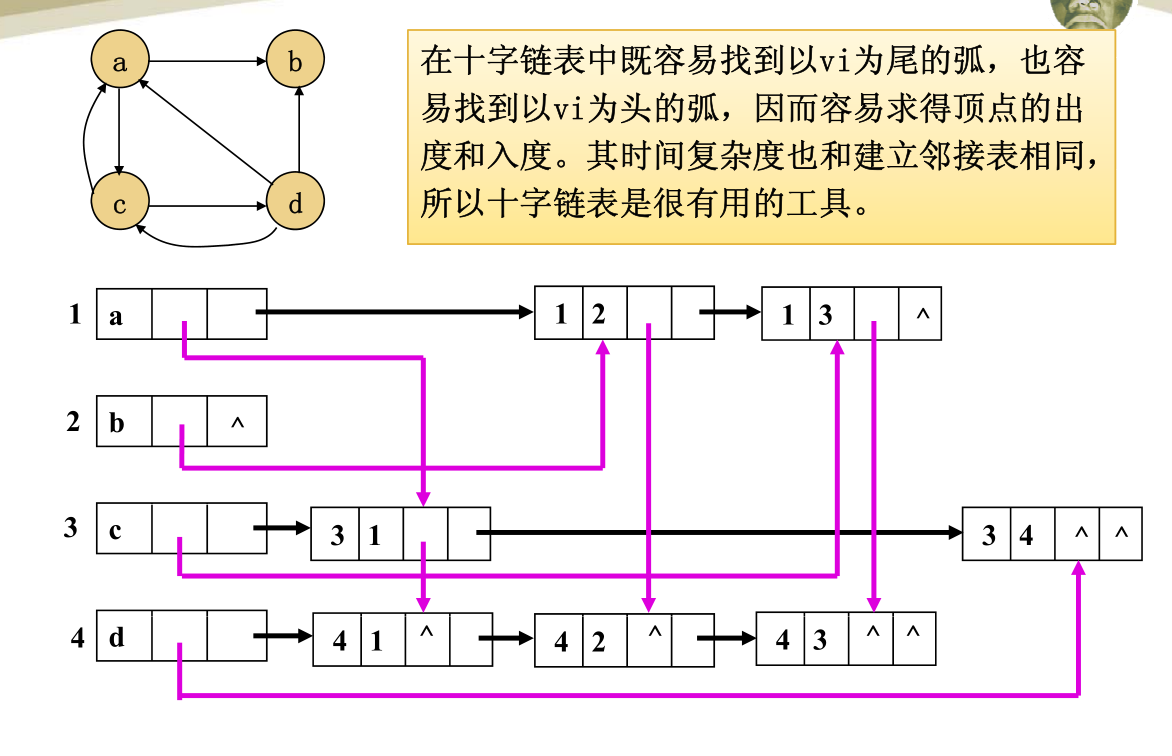 a
b
c
d
在十字链表中既容易找到以vi为尾的弧，也容
易找到以vi为头的弧，因而容易求得顶点的出
度和入度。其时间复杂度也和建立邻接表相同，
所以十字链表是很有用的工具。
1 a 1 2 1 3 ^
2 b ^
3 c 3 1 3 4 ^ ^
4 d 4 1 ^ 4 2 ^ 4 3 ^ ^